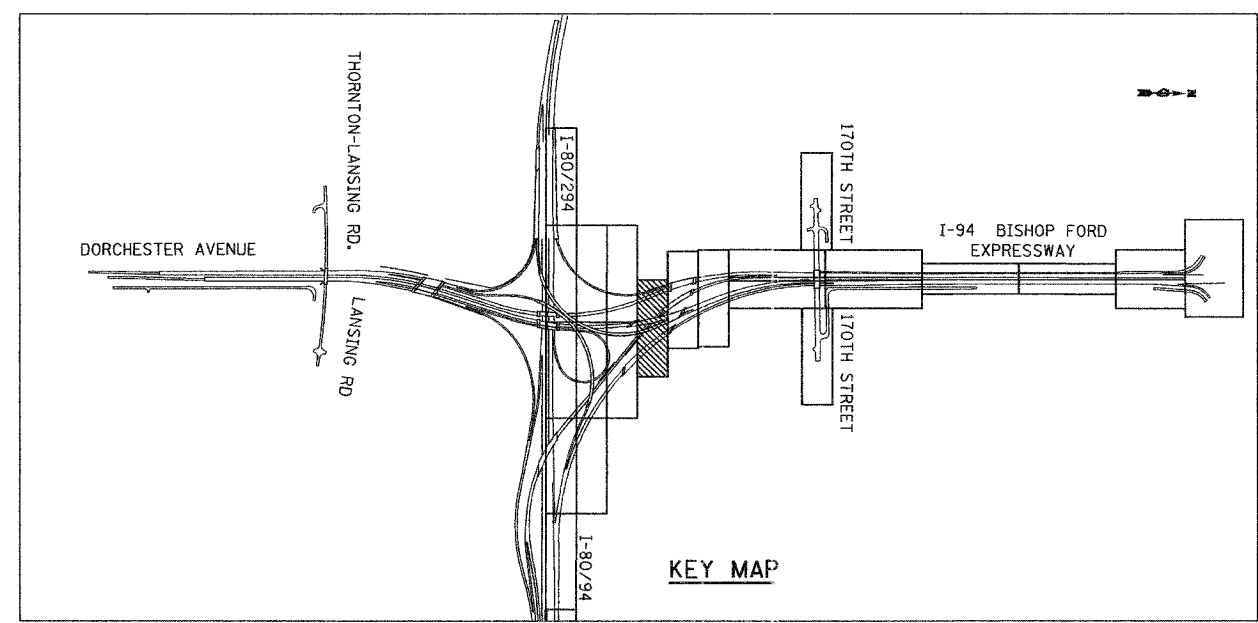 THORNTON-LANSING RD.
I-80/294
170TH STREET
I-94 BISHOP FORD
EXPRESSWAY
DORCHESTER AVENUE
LANSING RD
170TH STREET
I-80/94
KEY MAP
N